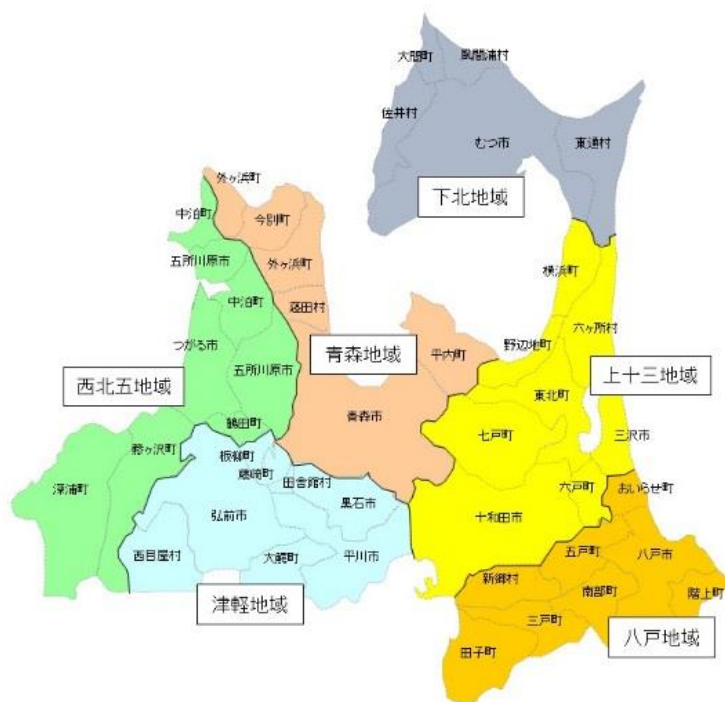 大間町
風間浦村
佐井村
むつ市
東通村
下北地域
外ヶ浜町
中泊町
今別町
五所川原市
外ヶ浜町
中泊町
蓬田村
つがる市
五所川原市
西北五地域
青森地域
平内町
青森市
鶴田町
鰺ヶ沢町
深浦町
横浜町
六ヶ所村
野辺地町
上十三地域
東北町
七戸町
三沢市
六戸町
十和田市
板柳町
藤崎町
田舎館村
黒石市
弘前市
西目屋村
大鰐町
平川市
津軽地域
おいらせ町
五戸町
八戸市
新郷村
南部町
階上町
三戸町
田子町
八戸地域